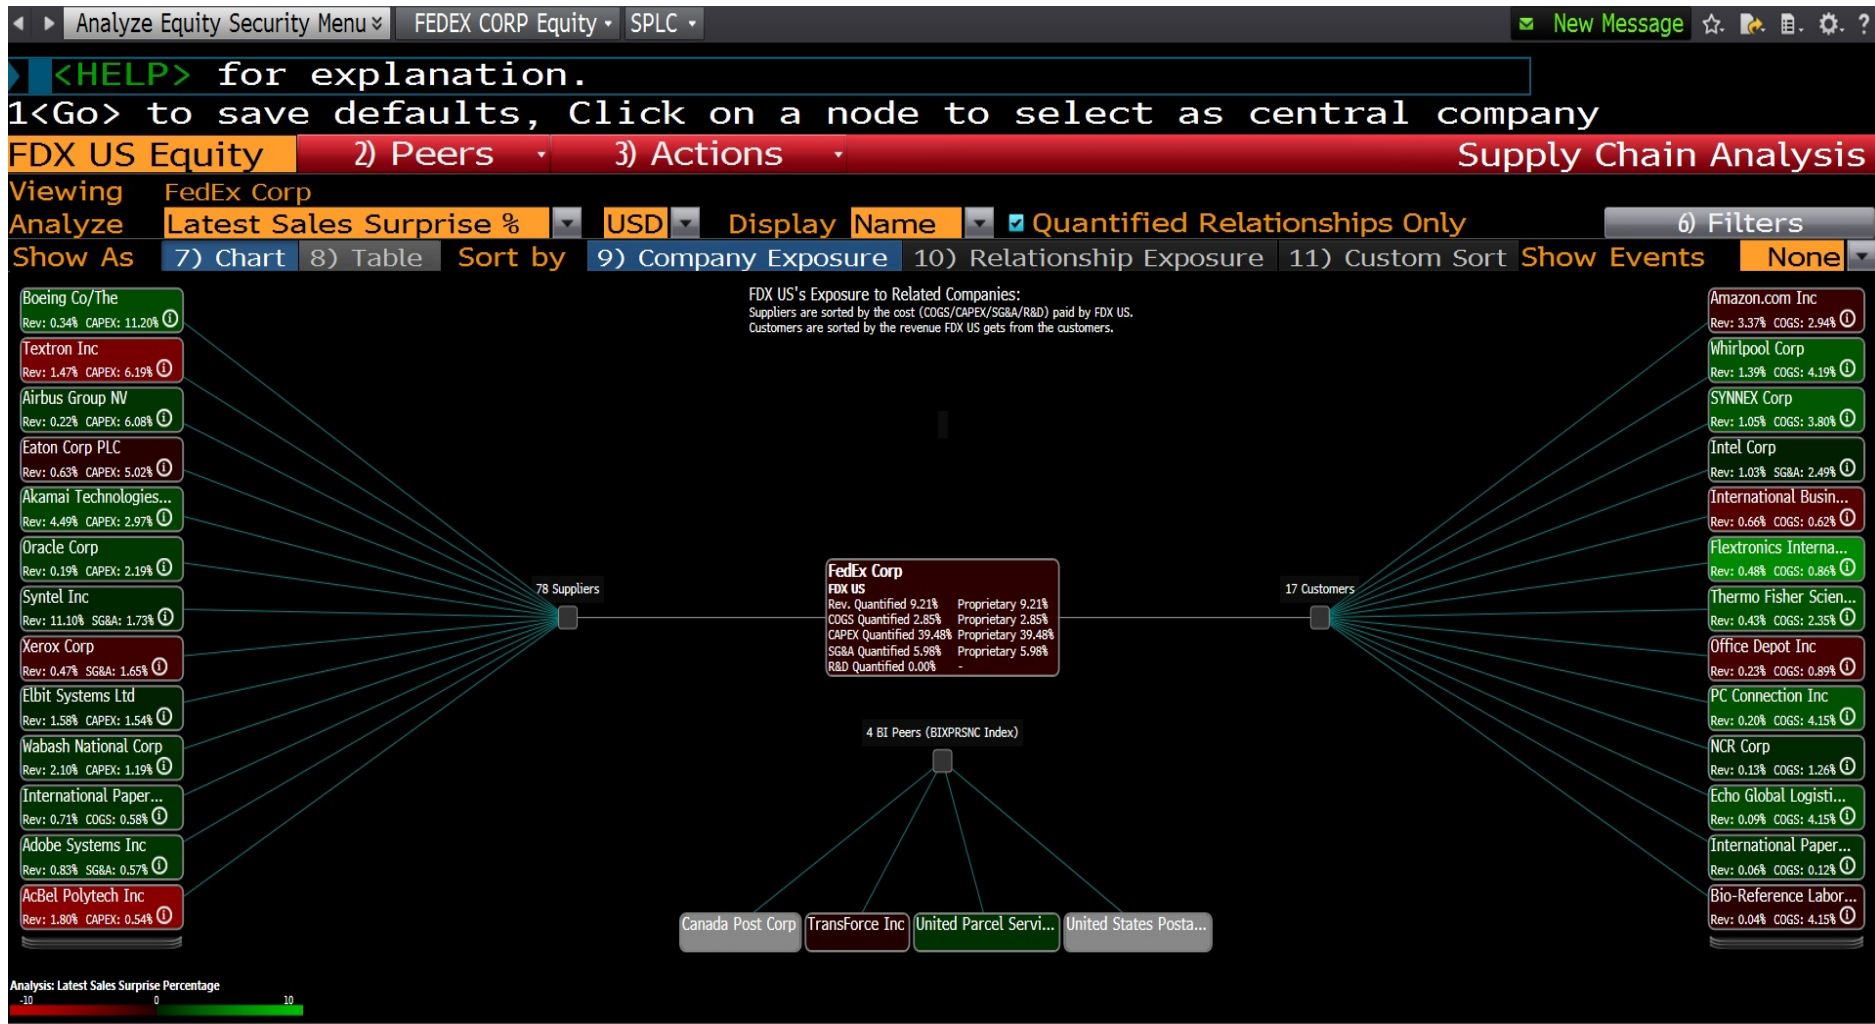 Analyze Equity Security Menu FEDEX CORP Equity SPLC New Message ?
<HELP> for explanation.
1<Go> to save defaults, Click on a node to select as central company
FDX US Equity 2) Peers 3) Actions Supply Chain Analysis
Viewing FedEx Corp
Analyze Latest Sales Surprise % USD Display Name Quantified Relationships Only 6) Filters
Show As 7) Chart 8) Table Sort by 9) Company Exposure 10) Relationship Exposure 11) Custom Sort Show Events None
FDX US's Exposure to Related Companies:
Suppliers are sorted by the cost (COGS/CAPEX/SG&A/R&D) paid by FDX US.
Customers are sorted by the revenue FDX US gets from the customers.
Boeing Co/The
Rev: 0.34% CAPEX: 11.20%
Textron Inc
Rev: 1.47% CAPEX: 6.19%
Airbus Group NV
Rev: 0.22% CAPEX: 6.08%
Eaton Corp PLC
Rev: 0.63% CAPEX: 5.02%
Akamai Technologies...
Rev: 4.49% CAPEX: 2.97%
Oracle Corp
Rev: 0.19% CAPEX: 2.19%
Syntel Inc
Rev: 11.10% SG&A: 1.73%
Xerox Corp
Rev: 0.47% SG&A: 1.65%
Elbit Systems Ltd
Rev: 1.58% CAPEX: 1.54%
Wabash National Corp
Rev: 2.10% CAPEX: 1.19%
International Paper...
Rev: 0.71% COGS: 0.58%
Adobe Systems Inc
Rev: 0.83% SG&A: 0.57%
AcBel Polytech Inc
Rev: 1.80% CAPEX: 0.54%
78 Suppliers
FedEx Corp
FDX US
Rev. Quantified 9.21% Proprietary 9.21%
COGS Quantified 2.85% Proprietary 2.85%
CAPEX Quantified 39.48% Proprietary 39.48%
SG&A Quantified 5.98% Proprietary 5.98%
R&D Quantified 0.00% -
17 Customers
4 BI Peers (BIXPRSNC Index)
Canada Post Corp
TransForce Inc
United Parcel Servi...
United States Posta...
Amazon.com Inc
Rev: 3.37% COGS: 2.94%
Whirlpool Corp
Rev: 1.39% COGS: 4.19%
SYNNEX Corp
Rev: 1.05% COGS: 3.80%
Intel Corp
Rev: 1.03% SG&A: 2.49%
International Busin...
Rev: 0.66% COGS: 0.62%
Flextronics Interna...
Rev: 0.48% COGS: 0.86%
Thermo Fisher Scien...
Rev: 0.43% COGS: 2.35%
Office Depot Inc
Rev: 0.23% COGS: 0.89%
PC Connection Inc
Rev: 0.20% COGS: 4.15%
NCR Corp
Rev: 0.13% COGS: 1.26%
Echo Global Logisti...
Rev: 0.09% COGS: 4.15%
International Paper...
Rev: 0.06% COGS: 0.12%
Bio-Reference Labor...
Rev: 0.04% COGS: 4.15%
Analysis: Latest Sales Surprise Percentage
-10 0 10